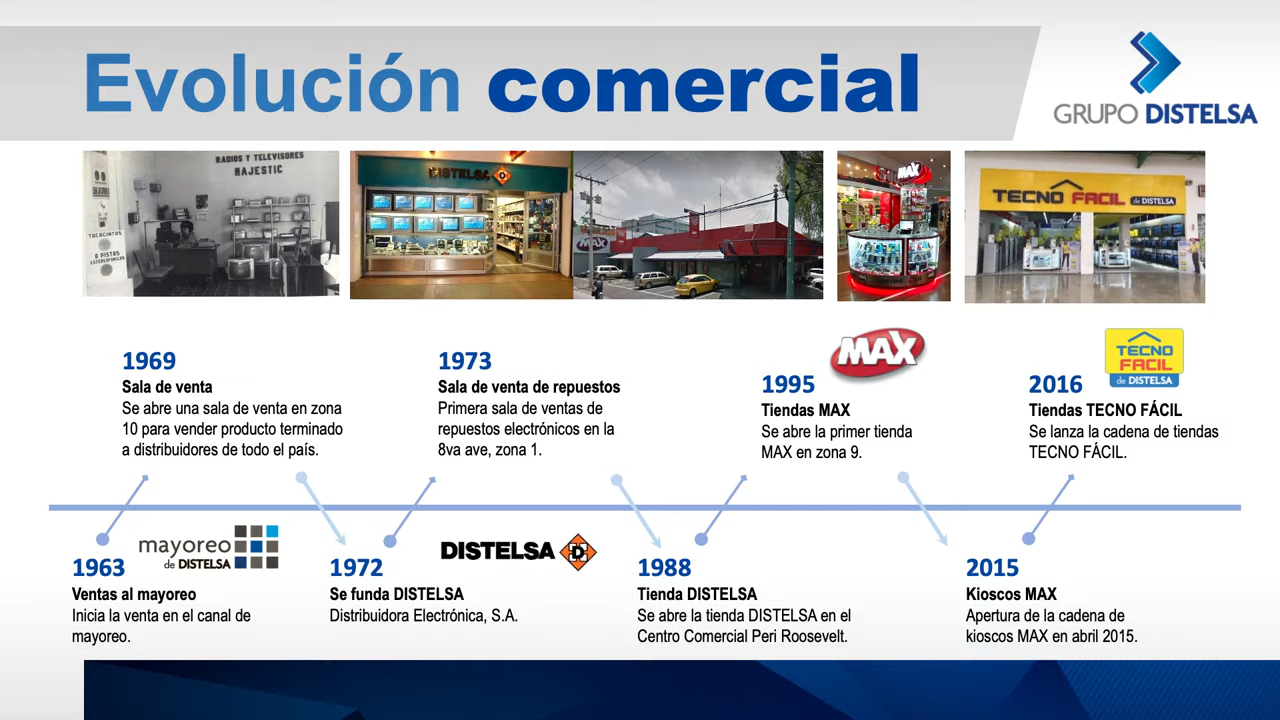 Evolución comercial
GRUPO DISTELSA
RADIOS Y TELEVISORES
MAJESTIC
TOCACINTAS
8 PISTAS
ESTEREOFONICAS
DISTELSA D
MAX
MAX
TECNO FACIL de DISTELSA
1969
Sala de venta
Se abre una sala de venta en zona
10 para vender producto terminado
a distribuidores de todo el país.
1973
Sala de venta de repuestos
Primera sala de ventas de
repuestos electrónicos en la
8va ave, zona 1.
MAX
1995
Tiendas MAX
Se abre la primer tienda
MAX en zona 9.
TECNO
FACIL
de DISTELSA
2016
Tiendas TECNO FÁCIL
Se lanza la cadena de tiendas
TECNO FÁCIL.
mayoreo
de DISTELSA
1963
Ventas al mayoreo
Inicia la venta en el canal de
mayoreo.
DISTELSA D
1972
Se funda DISTELSA
Distribuidora Electrónica, S.A.
1988
Tienda DISTELSA
Se abre la tienda DISTELSA en el
Centro Comercial Peri Roosevelt.
2015
Kioscos MAX
Apertura de la cadena de
kioscos MAX en abril 2015.